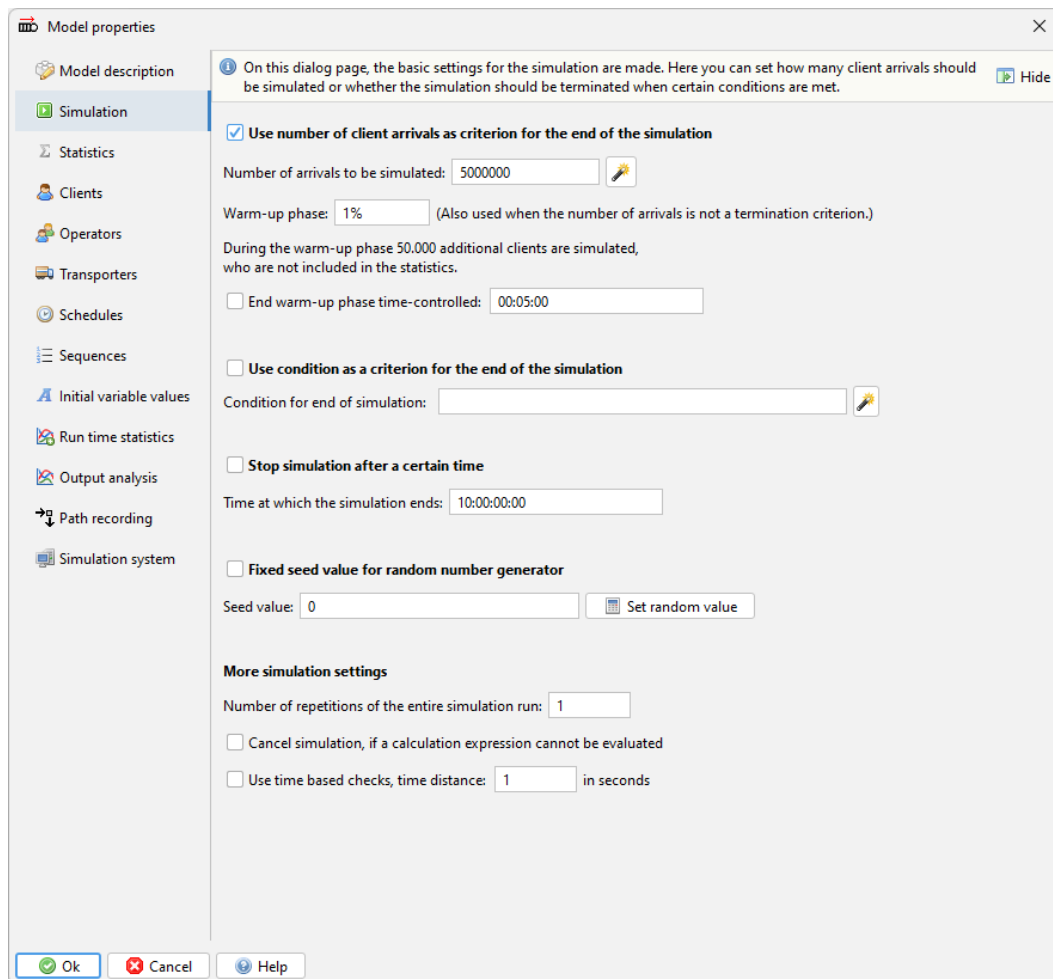 Model properties
Model description
Simulation
Statistics
Clients
Operators
Transporters
Schedules
Sequences
Initial variable values
Run time statistics
Output analysis
Path recording
Simulation system
On this dialog page, the basic settings for the simulation are made. Here you can set how many client arrivals should
be simulated or whether the simulation should be terminated when certain conditions are met.
Hide
Use number of client arrivals as criterion for the end of the simulation
Number of arrivals to be simulated: 5000000
Warm-up phase: 1% (Also used when the number of arrivals is not a termination criterion.)
During the warm-up phase 50.000 additional clients are simulated,
who are not included in the statistics.
End warm-up phase time-controlled: 00:05:00
Use condition as a criterion for the end of the simulation
Condition for end of simulation:
Stop simulation after a certain time
Time at which the simulation ends: 10:00:00:00
Fixed seed value for random number generator
Seed value: 0 Set random value
More simulation settings
Number of repetitions of the entire simulation run: 1
Cancel simulation, if a calculation expression cannot be evaluated
Use time based checks, time distance: 1 in seconds
Ok Cancel Help